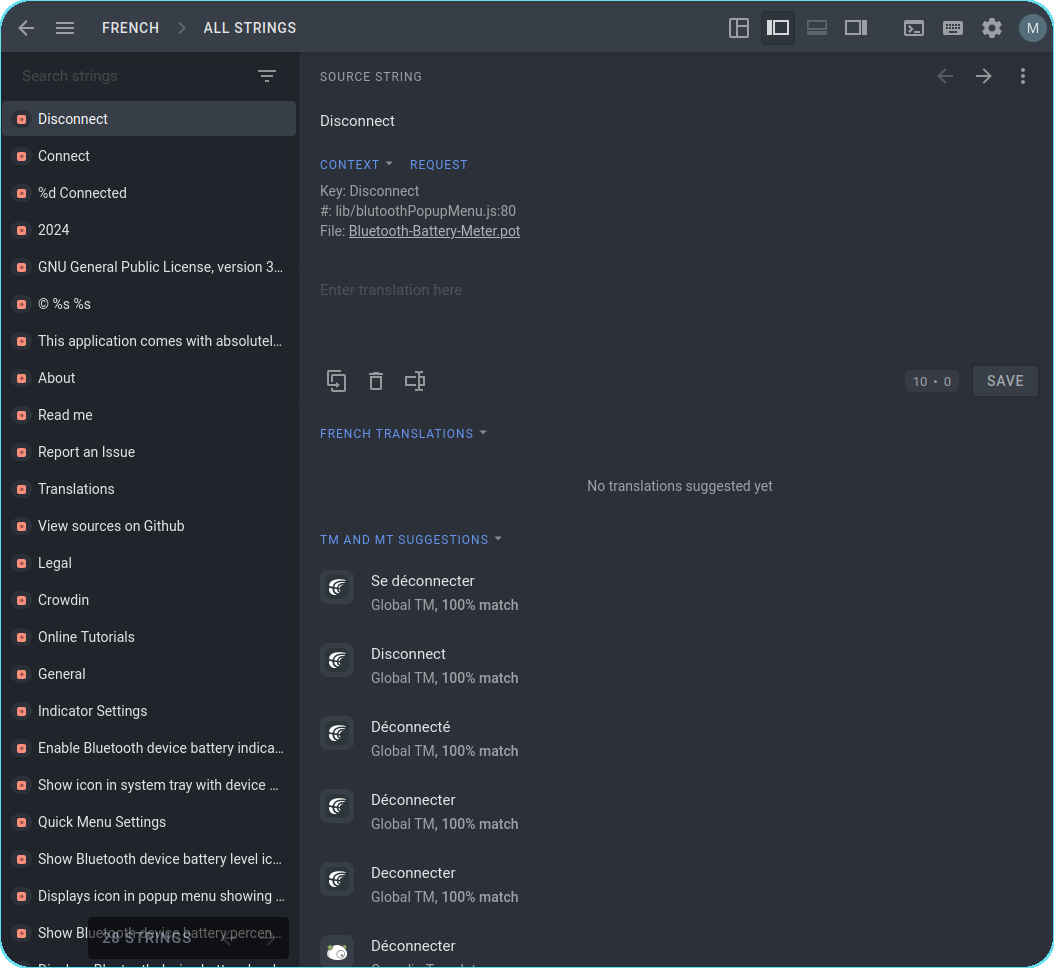 FRENCH > ALL STRINGS
M
Search strings
Disconnect
Connect
%d Connected
2024
GNU General Public License, version 3...
© %s %s
This application comes with absolutel...
About
Read me
Report an Issue
Translations
View sources on Github
Legal
Crowdin
Online Tutorials
General
Indicator Settings
Enable Bluetooth device battery indica...
Show icon in system tray with device ...
Quick Menu Settings
Show Bluetooth device battery level ic...
Displays icon in popup menu showing ...
Show Bluetooth device battery percen...
28 STRINGS
SOURCE STRING
Disconnect
CONTEXT REQUEST
Key: Disconnect
#: lib/blutoothPopupMenu.js:80
File: Bluetooth-Battery-Meter.pot
Enter translation here
10 • 0 SAVE
FRENCH TRANSLATIONS
No translations suggested yet
TM AND MT SUGGESTIONS
Se déconnecter
Global TM, 100% match
Disconnect
Global TM, 100% match
Déconnecté
Global TM, 100% match
Déconnecter
Global TM, 100% match
Deconnecter
Global TM, 100% match
Déconnecter